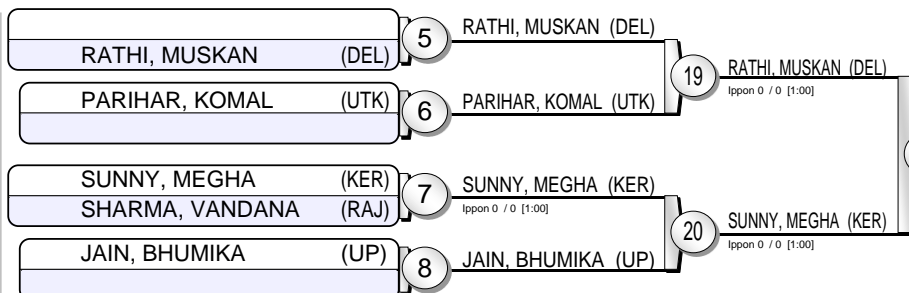 RATHI, MUSKAN (DEL)
5
RATHI, MUSKAN (DEL)
PARIHAR, KOMAL (UTK)
6
PARIHAR, KOMAL (UTK)
19
RATHI, MUSKAN (DEL)
Ippon 0 / 0 [1:00]
SUNNY, MEGHA (KER)
SHARMA, VANDANA (RAJ)
7
SUNNY, MEGHA (KER)
Ippon 0 / 0 [1:00]
JAIN, BHUMIKA (UP)
8
JAIN, BHUMIKA (UP)
20
SUNNY, MEGHA (KER)
Ippon 0 / 0 [1:00]